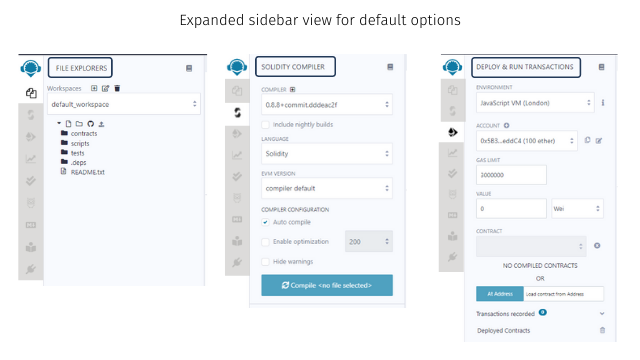 Expanded sidebar view for default options
FILE EXPLORERS
Workspaces
default_workspace
contracts
scripts
tests
.deps
README.txt
SOLIDITY COMPILER
COMPILER
0.8.8+commit.dddeac2f
Include nightly builds
LANGUAGE
Solidity
EVM VERSION
compiler default
COMPILER CONFIGURATION
Auto compile
Enable optimization 200
Hide warnings
Compile <no file selected>
DEPLOY & RUN TRANSACTIONS
ENVIRONMENT
JavaScript VM (London)
ACCOUNT
0x5B3...eddC4 (100 ether)
GAS LIMIT
3000000
VALUE
0 Wei
CONTRACT
NO COMPILED CONTRACTS
OR
At Address Load contract from Address
Transactions recorded 0
Deployed Contracts